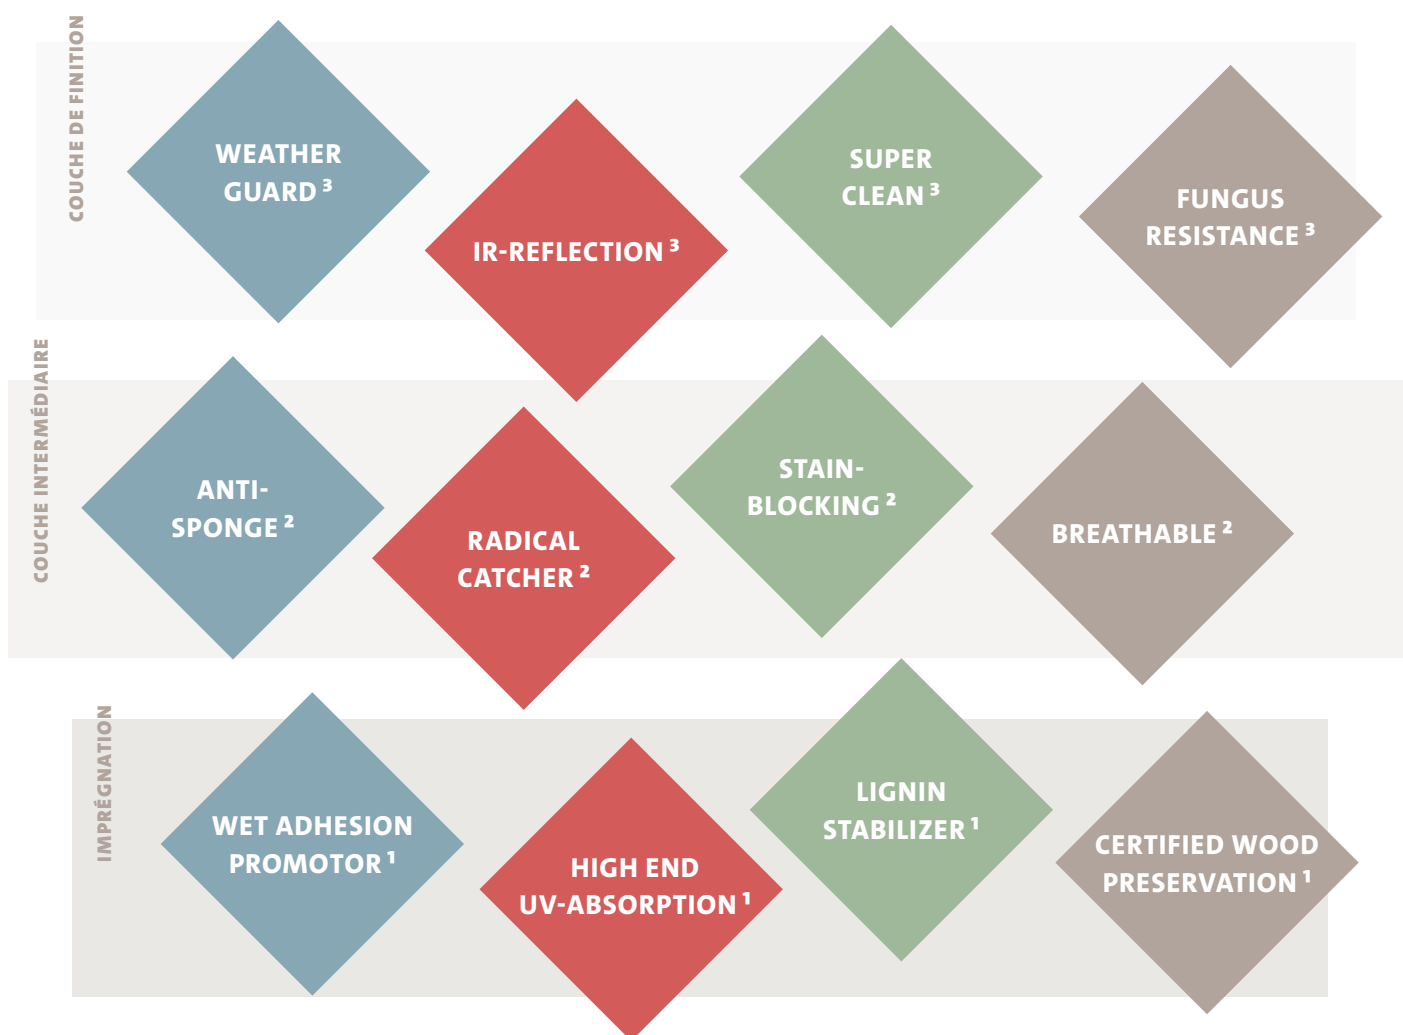 COUCHE DE FINITION
WEATHER
GUARD ³
IR-REFLECTION ³
SUPER
CLEAN ³
FUNGUS
RESISTANCE ³
COUCHE INTERMÉDIAIRE
ANTI-
SPONGE ²
RADICAL
CATCHER ²
STAIN-
BLOCKING ²
BREATHABLE ²
IMPRÉGNATION
WET ADHESION
PROMOTOR ¹
HIGH END
UV-ABSORPTION ¹
LIGNIN
STABILIZER ¹
CERTIFIED WOOD
PRESERVATION ¹